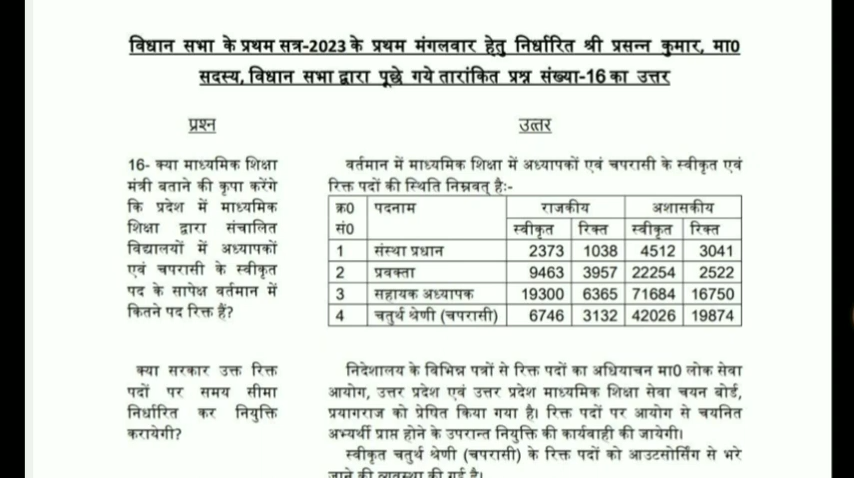 विधान सभा के प्रथम सत्र-2023 के प्रथम मंगलवार हेतु निर्धारित श्री प्रसन्न कुमार, मा0
सदस्य, विधान सभा द्वारा पूछे गये तारांकित प्रश्न संख्या-16 का उत्तर
प्रश्न
उत्तर
16- क्या माध्यमिक शिक्षा
मंत्री बताने की कृपा करेंगे
कि प्रदेश में माध्यमिक
शिक्षा द्वारा संचालित
विद्यालयों में अध्यापकों
एवं चपरासी के स्वीकृत
पद के सापेक्ष वर्तमान में
कितने पद रिक्त हैं?
वर्तमान में माध्यमिक शिक्षा में अध्यापकों एवं चपरासी के स्वीकृत एवं
रिक्त पदों की स्थिति निम्नवत् है:-
क्र0 पदनाम राजकीय अशासकीय
सं0 स्वीकृत रिक्त स्वीकृत रिक्त
1 संस्था प्रधान 2373 1038 4512 3041
2 प्रवक्ता 9463 3957 22254 2522
3 सहायक अध्यापक 19300 6365 71684 16750
4 चतुर्थ श्रेणी (चपरासी) 6746 3132 42026 19874
क्या सरकार उक्त रिक्त
पदों पर समय सीमा
निर्धारित कर नियुक्ति
करायेगी?
निदेशालय के विभिन्न पत्रों से रिक्त पदों का अधियाचन मा0 लोक सेवा
आयोग, उत्तर प्रदेश एवं उत्तर प्रदेश माध्यमिक शिक्षा सेवा चयन बोर्ड,
प्रयागराज को प्रेषित किया गया है। रिक्त पदों पर आयोग से चयनित
अभ्यर्थी प्राप्त होने के उपरान्त नियुक्ति की कार्यवाही की जायेगी।
स्वीकृत चतुर्थ श्रेणी (चपरासी) के रिक्त पदों को आउटसोर्सिंग से भरे
जाने की व्यवस्था की गई है।